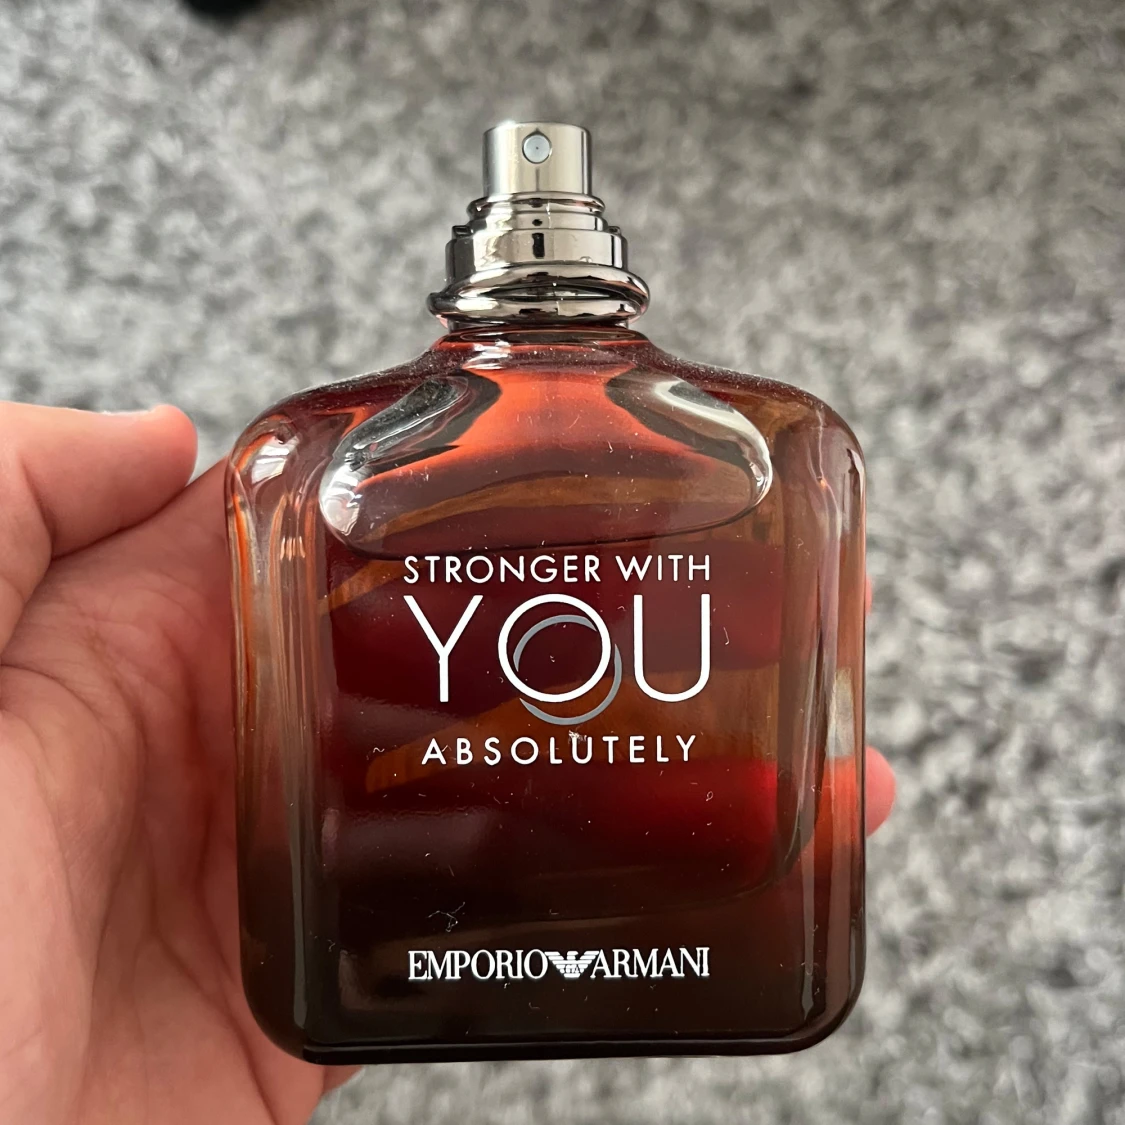 STRONGER WITH
YOU
ABSOLUTELY
EMPORIO ARMANI